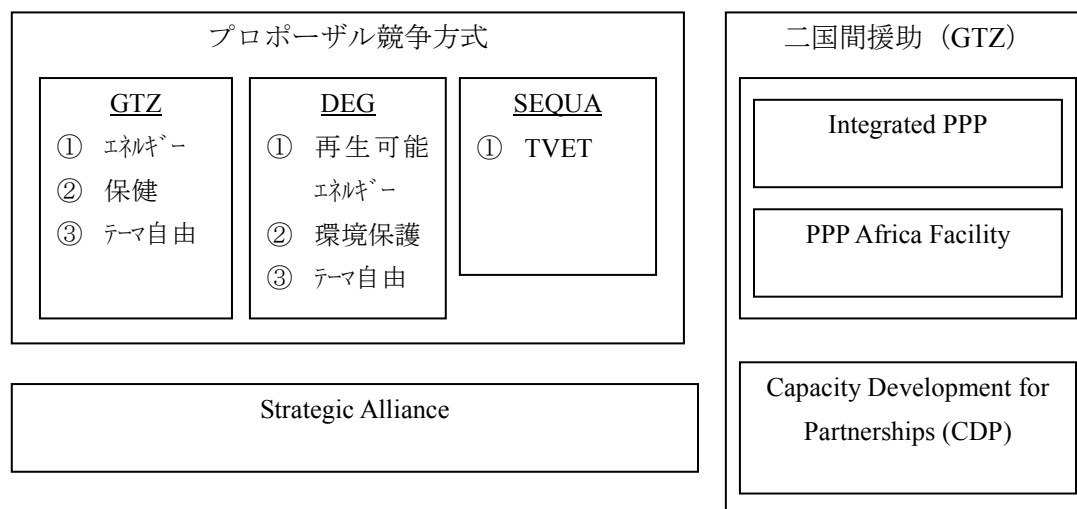 プロポーザル競争方式
GTZ
① エネルギー
② 保健
③ テーマ自由
DEG
① 再生可能
エネルギー
② 環境保護
③ テーマ自由
SEQUA
① TVET
Strategic Alliance
二国間援助（GTZ）
Integrated PPP
PPP Africa Facility
Capacity Development for
Partnerships (CDP)